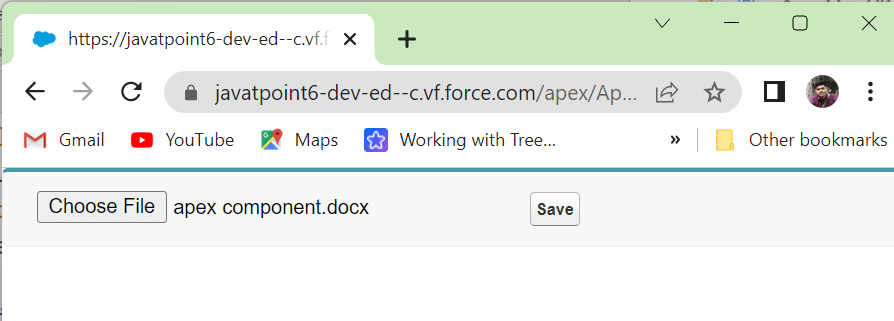 https://javatpoint6-dev-ed--c.vf.f
javatpoint6-dev-ed--c.vf.force.com/apex/Ap...
Gmail YouTube Maps Working with Tree... » Other bookmarks
Choose File apex component.docx Save